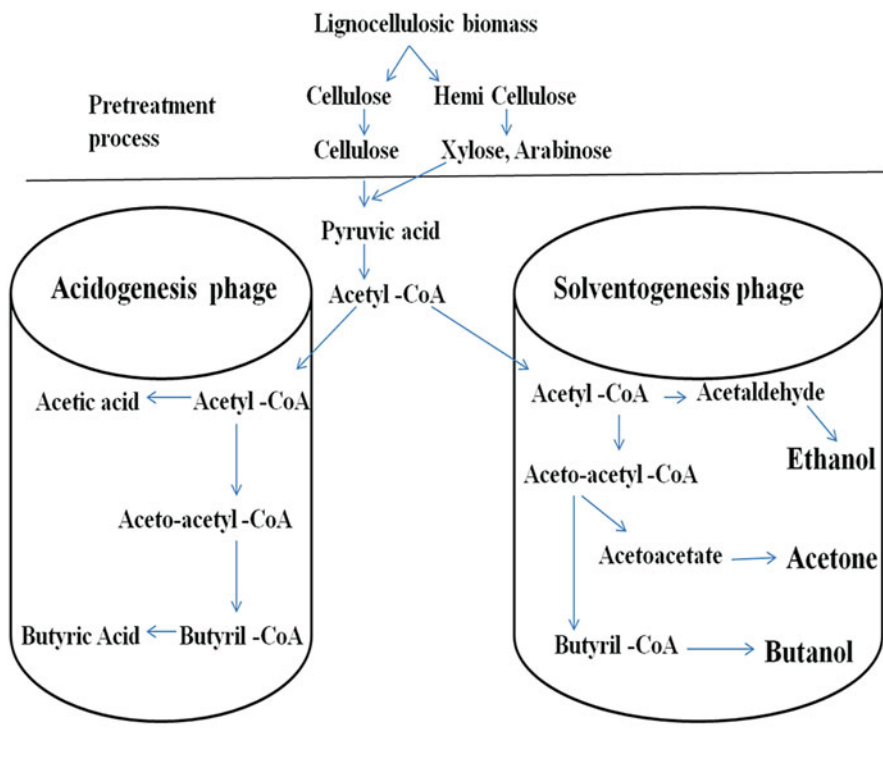 Lignocellulosic biomass
Pretreatment
process
Cellulose
Hemi Cellulose
Cellulose
Xylose, Arabinose
Pyruvic acid
Acetyl -CoA
Acidogenesis phage
Acetic acid
Acetyl -CoA
Aceto-acetyl -CoA
Butyric Acid
Butyril -CoA
Solventogenesis phage
Acetyl -CoA
Acetaldehyde
Ethanol
Aceto-acetyl -CoA
Acetoacetate
Acetone
Butyril -CoA
Butanol